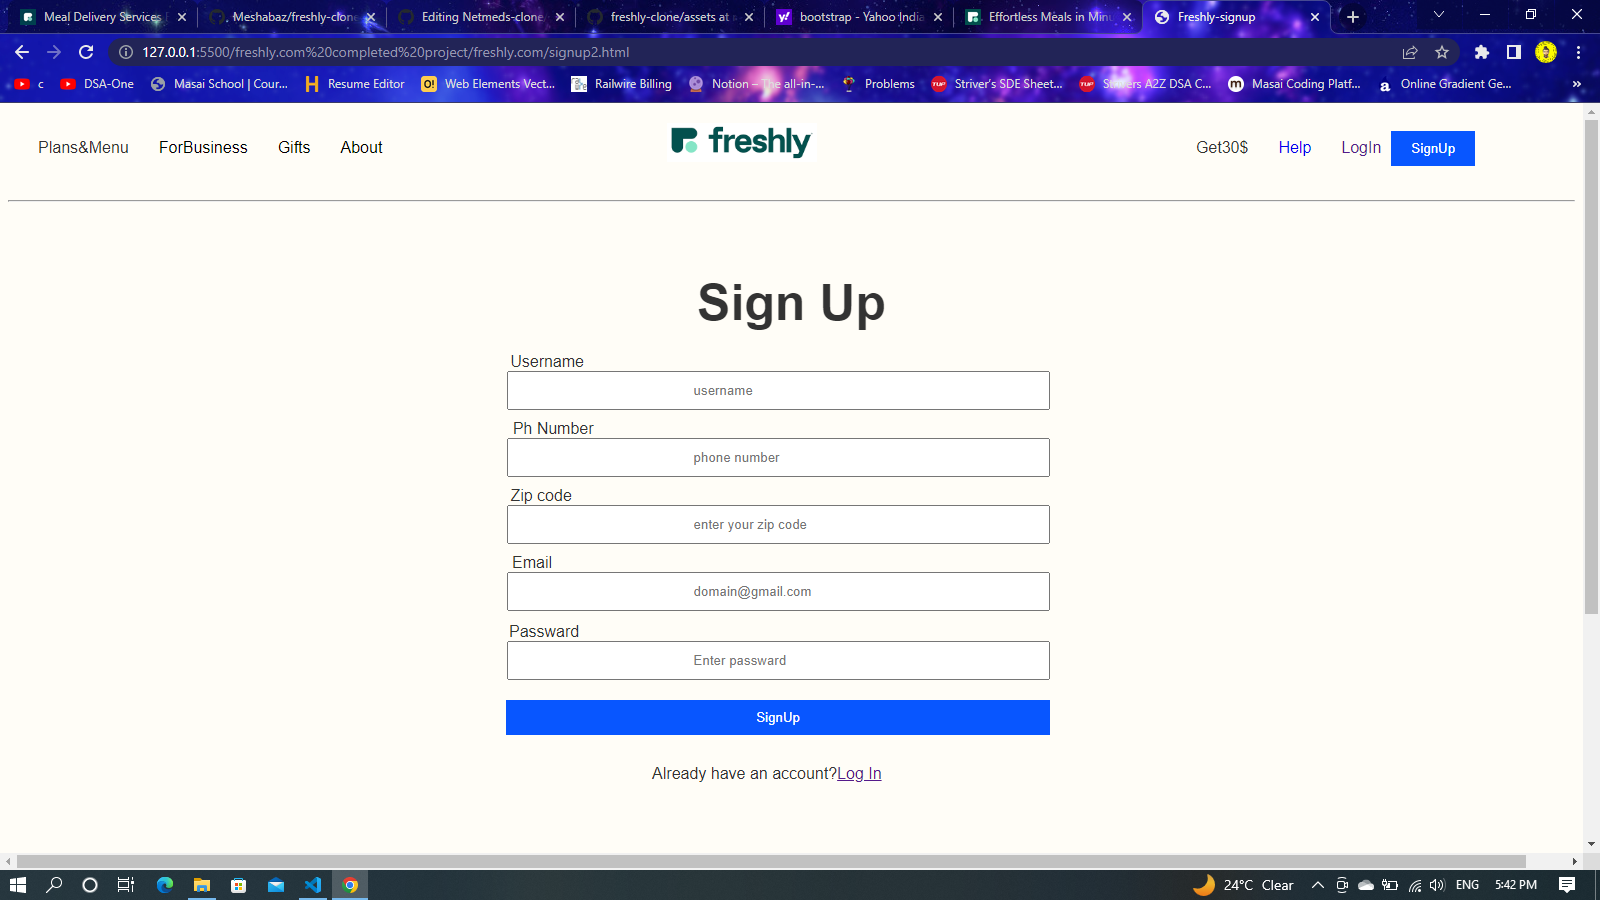 Meal Delivery Services
Meshabaz/freshly-clone
Editing Netmeds-clone
freshly-clone/assets at
bootstrap - Yahoo India
Effortless Meals in Minu
Freshly-signup
127.0.0.1:5500/freshly.com%20completed%20project/freshly.com/signup2.html
c
DSA-One
Masai School | Cour...
Resume Editor
Web Elements Vect...
Railwire Billing
Notion – The all-in-...
Problems
Striver's SDE Sheet...
Strivers A2Z DSA C...
Masai Coding Platf...
Online Gradient Ge...
»
Plans&Menu
ForBusiness
Gifts
About
freshly
Get30$
Help
LogIn
SignUp
Sign Up
Username
username
Ph Number
phone number
Zip code
enter your zip code
Email
domain@gmail.com
Passward
Enter password
SignUp
Already have an account?Log In
24°C Clear
ENG
5:42 PM